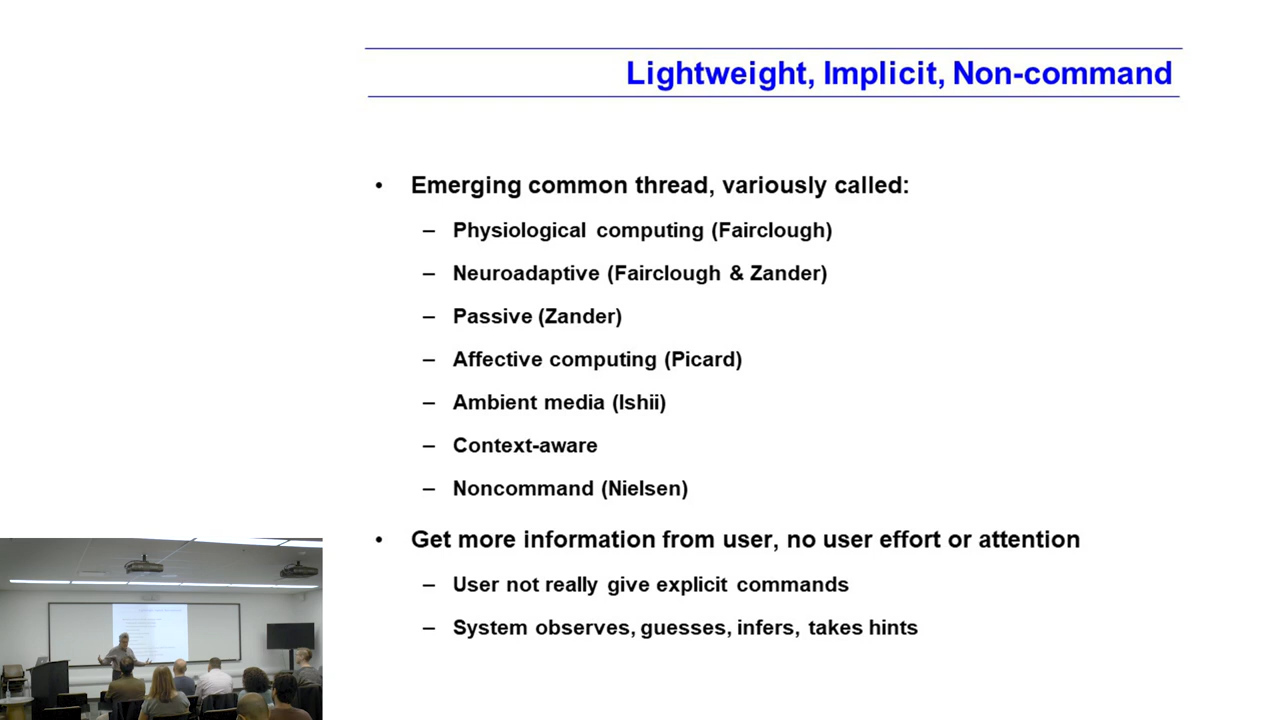 Lightweight, Implicit, Non-command
• Emerging common thread, variously called:
– Physiological computing (Fairclough)
– Neuroadaptive (Fairclough & Zander)
– Passive (Zander)
– Affective computing (Picard)
– Ambient media (Ishii)
– Context-aware
– Noncommand (Nielsen)
• Get more information from user, no user effort or attention
– User not really give explicit commands
– System observes, guesses, infers, takes hints